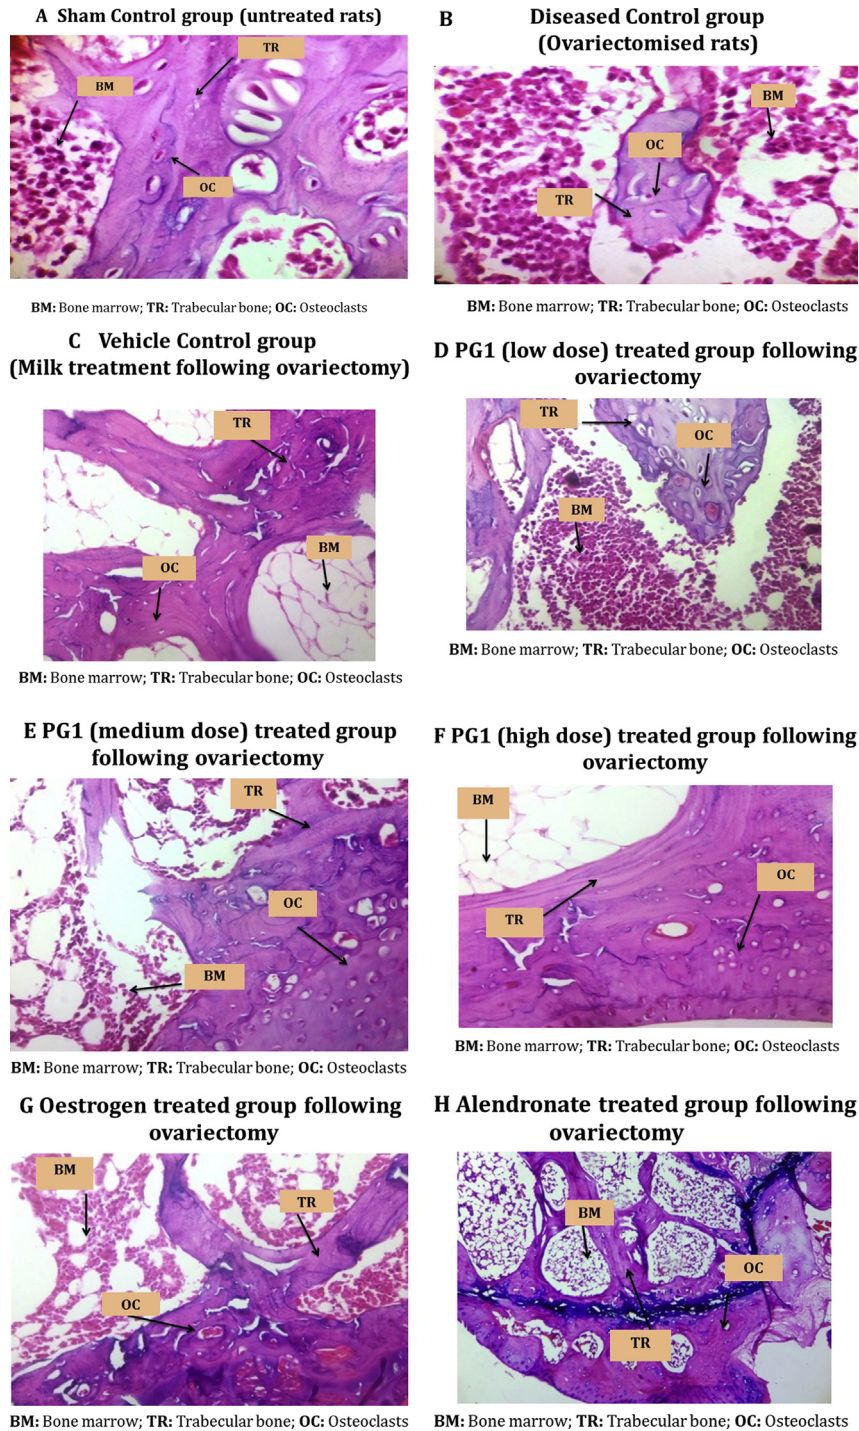 A Sham Control group (untreated rats)
TR
BM
OC
BM: Bone marrow; TR: Trabecular bone; OC: Osteoclasts
B Diseased Control group
(Ovariectomised rats)
BM
OC
TR
BM: Bone marrow; TR: Trabecular bone; OC: Osteoclasts
C Vehicle Control group
(Milk treatment following ovariectomy)
TR
BM
OC
BM: Bone marrow; TR: Trabecular bone; OC: Osteoclasts
D PG1 (low dose) treated group following
ovariectomy
TR
OC
BM
BM: Bone marrow; TR: Trabecular bone; OC: Osteoclasts
E PG1 (medium dose) treated group
following ovariectomy
TR
OC
BM
BM: Bone marrow; TR: Trabecular bone; OC: Osteoclasts
F PG1 (high dose) treated group following
ovariectomy
BM
OC
TR
BM: Bone marrow; TR: Trabecular bone; OC: Osteoclasts
G Oestrogen treated group following
ovariectomy
BM
TR
OC
BM: Bone marrow; TR: Trabecular bone; OC: Osteoclasts
H Alendronate treated group following
ovariectomy
BM
OC
TR
BM: Bone marrow; TR: Trabecular bone; OC: Osteoclasts